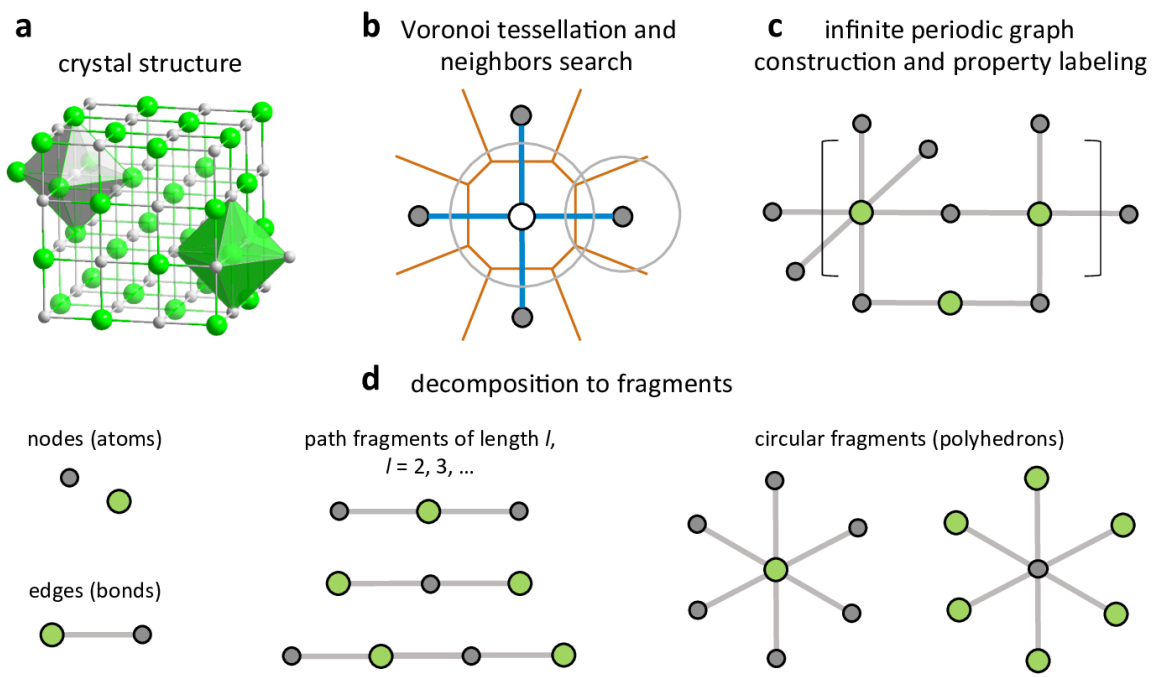 a
crystal structure
b
Voronoi tessellation and
neighbors search
c
infinite periodic graph
construction and property labeling
d
decomposition to fragments
nodes (atoms)
edges (bonds)
path fragments of length l,
l = 2, 3, ...
circular fragments (polyhedrons)